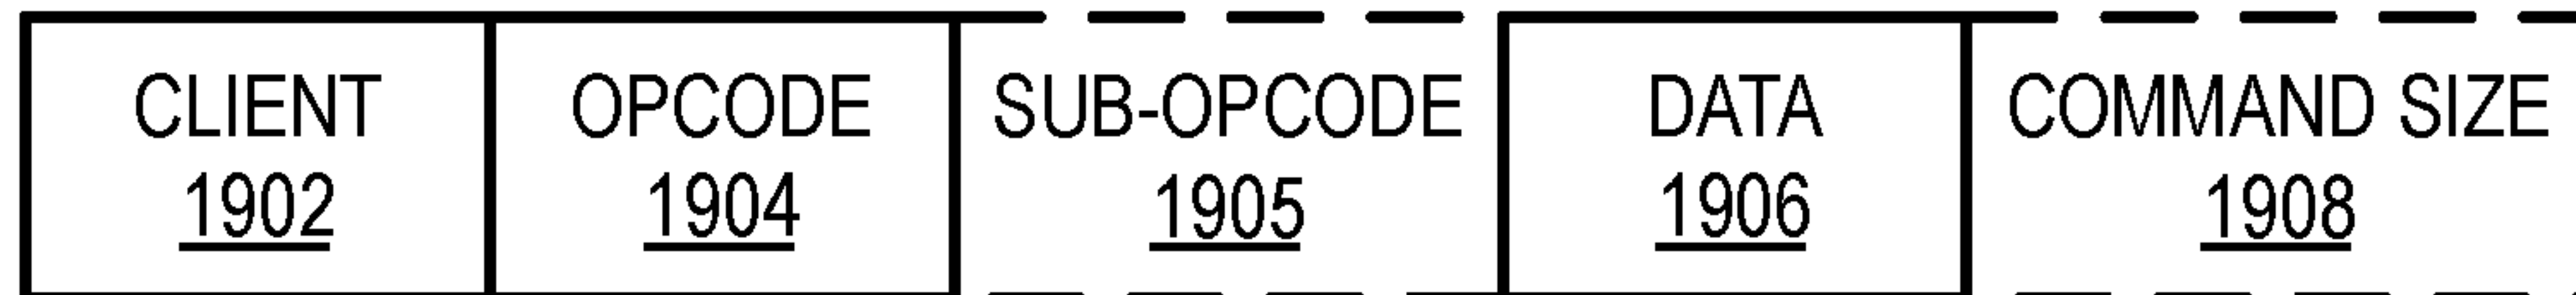 CLIENT OPCODE SUB-OPCODE DATA COMMAND SIZE
1902 1904 1905 1906 1908